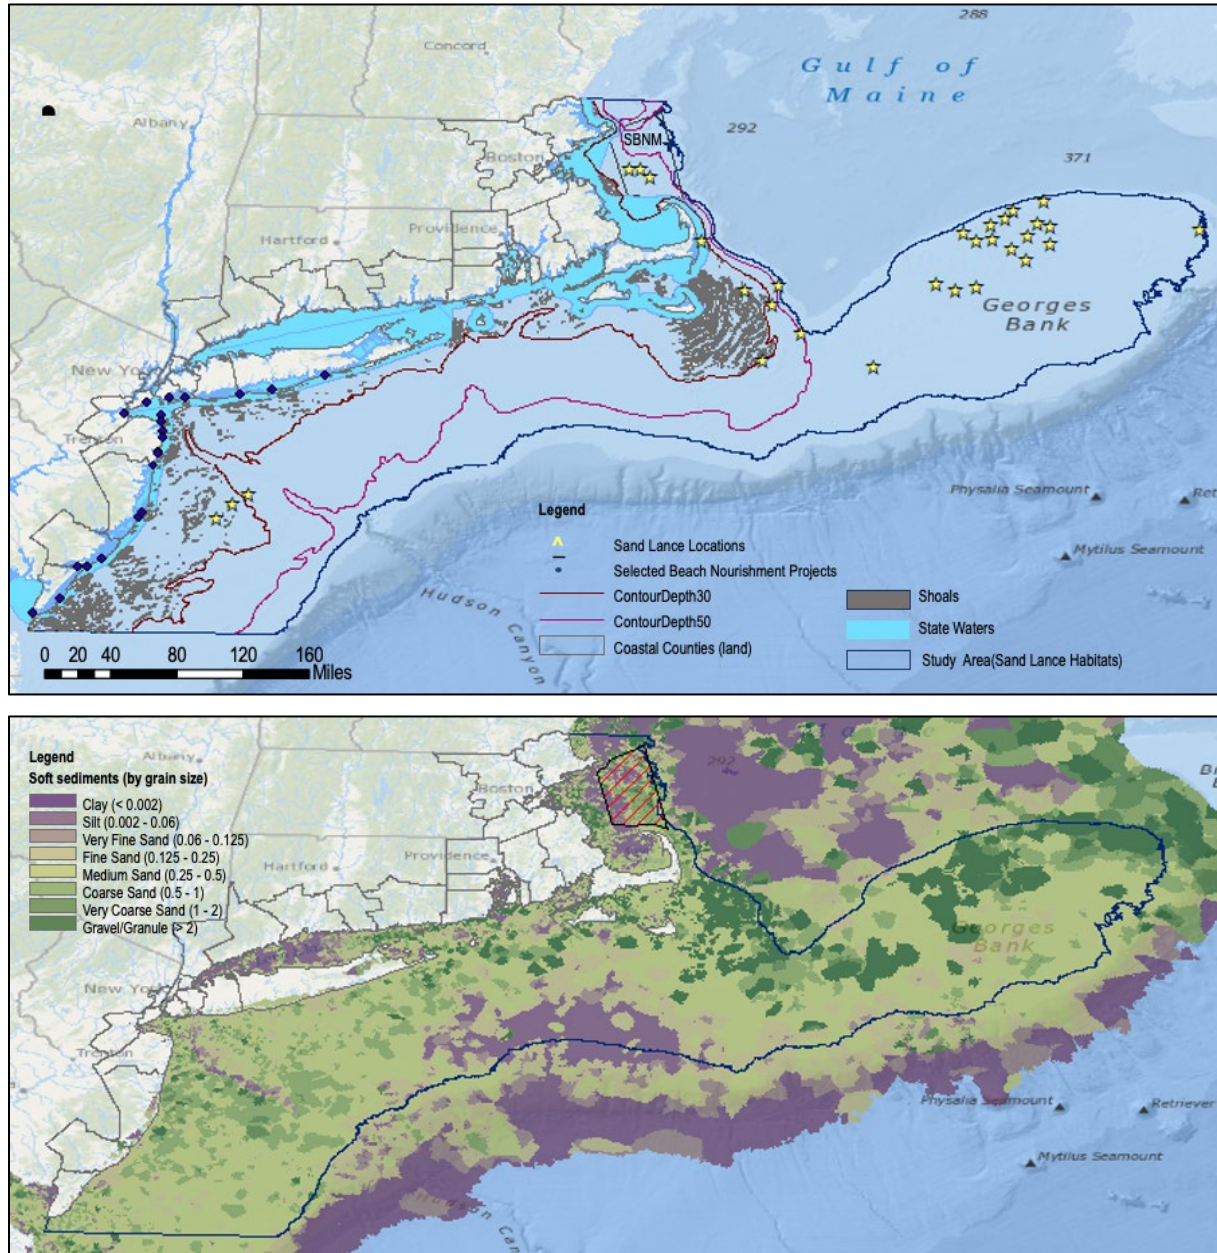 288
Concord
Gulf of
Maine
Albany
292
SBNM
371
Boston
Hartford
Providence
Georges
Bank
New Yo
Trenton
Physalia Seamount
Ret
Mytilus Seamount
Hudson Canyon
Legend
Sand Lance Locations
Selected Beach Nourishment Projects
ContourDepth30
ContourDepth50
Coastal Counties (land)
Shoals
State Waters
Study Area(Sand Lance Habitats)
0 20 40 80 120 160
Miles
Legend
Soft sediments (by grain size)
Clay (< 0.002)
Silt (0.002 - 0.06)
Very Fine Sand (0.06 - 0.125)
Fine Sand (0.125 - 0.25)
Medium Sand (0.25 - 0.5)
Coarse Sand (0.5 - 1)
Very Coarse Sand (1 - 2)
Gravel/Granule (> 2)
Albany
292
Boston
Hartford
Providence
Georges
Bank
New York
Trenton
Physalia Seamount
Retriever
Mytilus Seamount